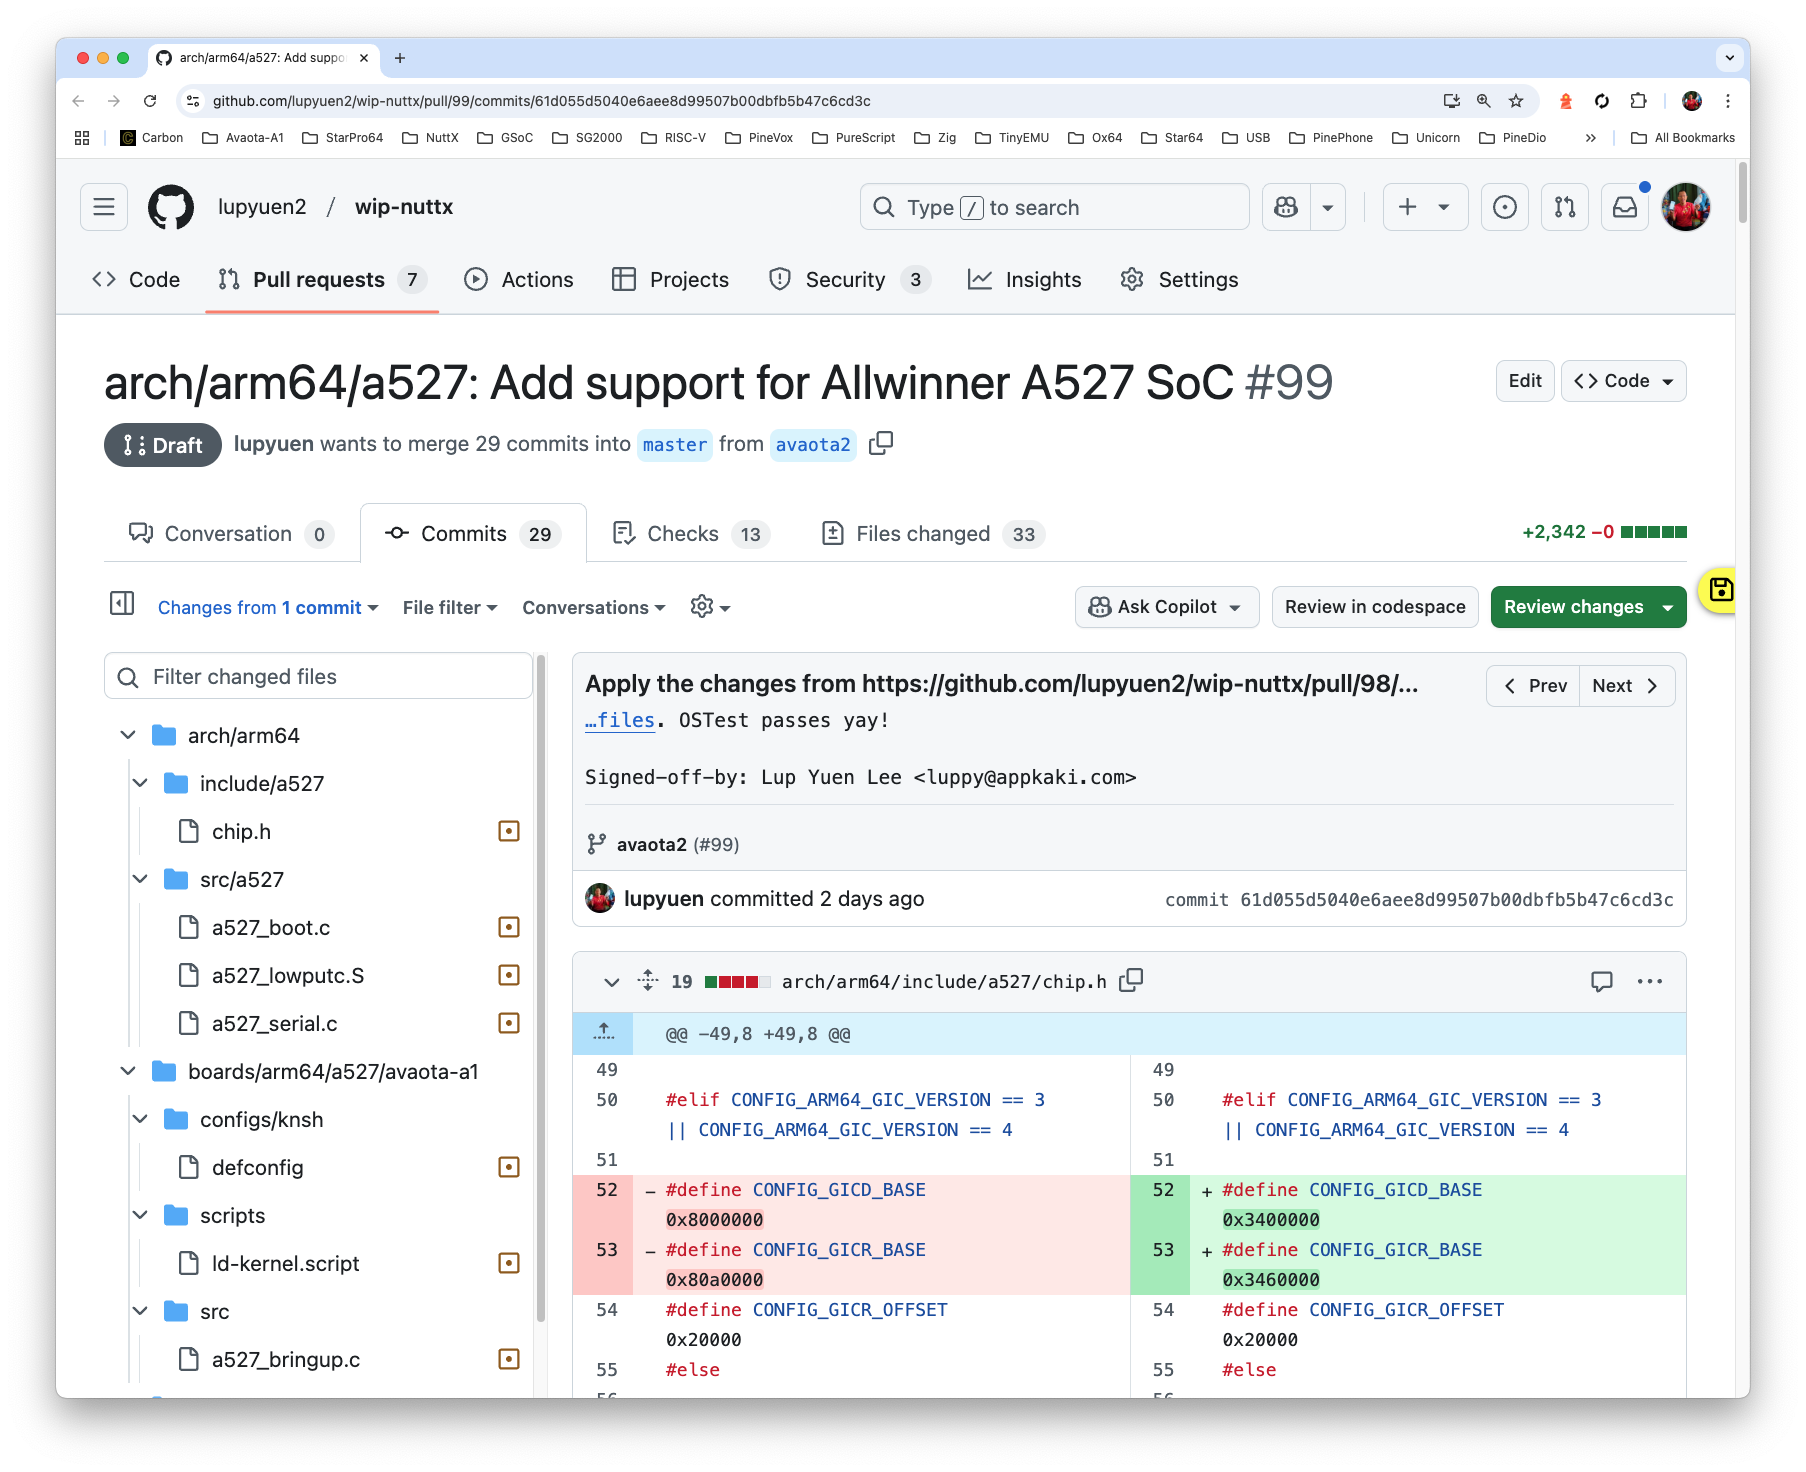 arch/arm64/a527: Add suppo
github.com/lupyuen2/wip-nuttx/pull/99/commits/61d055d5040e6aee8d99507b00dbfb5b47c6cd3c
Carbon Avaota-A1 StarPro64 NuttX GSoC SG2000 RISC-V PineVox PureScript Zig TinyEMU Ox64 Star64 USB PinePhone Unicorn PineDio » All Bookmarks
lupyuen2 / wip-nuttx Type / to search
Code Pull requests 7 Actions Projects Security 3 Insights Settings
arch/arm64/a527: Add support for Allwinner A527 SoC #99 Edit Code
Draft lupyuen wants to merge 29 commits into master from avaota2
Conversation 0 Commits 29 Checks 13 Files changed 33 +2,342 −0
Changes from 1 commit File filter Conversations Ask Copilot Review in codespace Review changes
Filter changed files
arch/arm64
include/a527
chip.h
src/a527
a527_boot.c
a527_lowputc.S
a527_serial.c
boards/arm64/a527/avaota-a1
configs/knsh
defconfig
scripts
ld-kernel.script
src
a527_bringup.c
Apply the changes from https://github.com/lupyuen2/wip-nuttx/pull/98/... Prev Next
…files. OSTest passes yay!
Signed-off-by: Lup Yuen Lee <luppy@appkaki.com>
avaota2 (#99)
lupyuen committed 2 days ago commit 61d055d5040e6aee8d99507b00dbfb5b47c6cd3c
19 arch/arm64/include/a527/chip.h
@@ -49,8 +49,8 @@
49 49
50 #elif CONFIG_ARM64_GIC_VERSION == 3 50 #elif CONFIG_ARM64_GIC_VERSION == 3
|| CONFIG_ARM64_GIC_VERSION == 4 || CONFIG_ARM64_GIC_VERSION == 4
51 51
52 - #define CONFIG_GICD_BASE 52 + #define CONFIG_GICD_BASE
0x8000000 0x3400000
53 - #define CONFIG_GICR_BASE 53 + #define CONFIG_GICR_BASE
0x80a0000 0x3460000
54 #define CONFIG_GICR_OFFSET 54 #define CONFIG_GICR_OFFSET
0x20000 0x20000
55 #else 55 #else